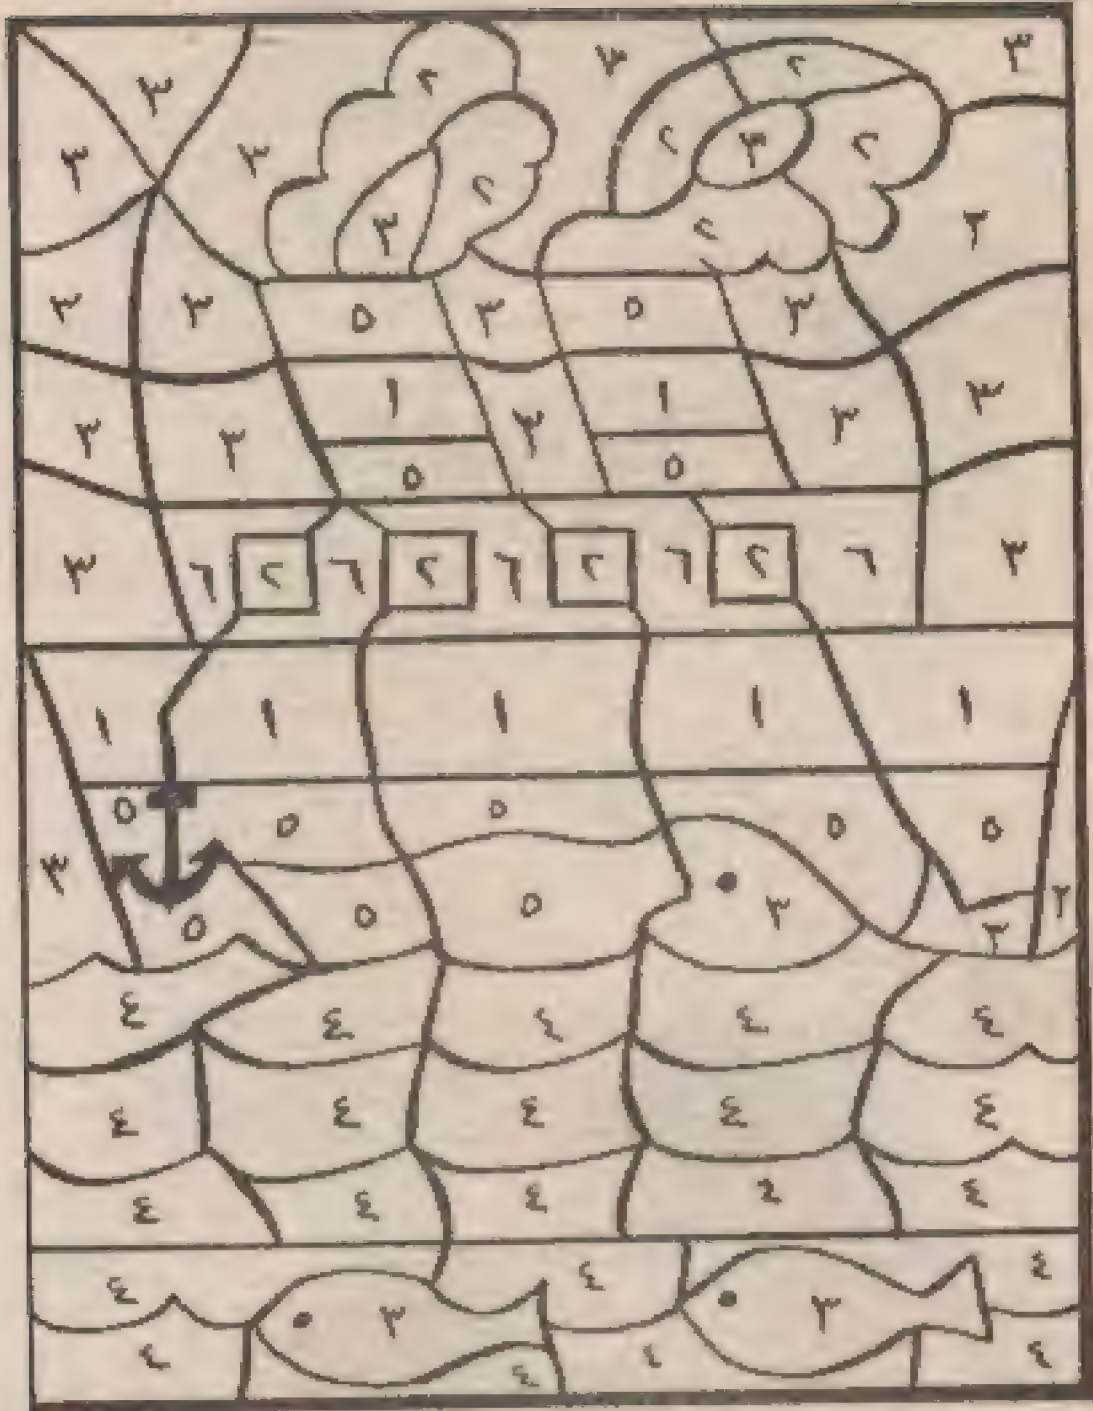 ٣ ٢ ٣ ٢ ٣
٣ ٣ ٢ ٢ ٣ ٢
٣ ٢ ٣
٣ ٣ ٥ ٣ ٥ ٣
٣ ٣ ١ ٣ ١ ٣ ٣
٥ ٥
٣ ٦ ٢ ٦ ٢ ٦ ٢ ٦ ٢ ٦ ٣
١ ١ ١ ١ ١
٥ ٥ ٥ ٥ ٥
٣ ٥ ٥ ٥ ٣ ٣ ٣
٤ ٤ ٤ ٤ ٤
٤ ٤ ٤ ٤ ٤
٤ ٤ ٤ ٤ ٤
٤ ٣ ٤ ٣ ٤
٤ ٤ ٤ ٤